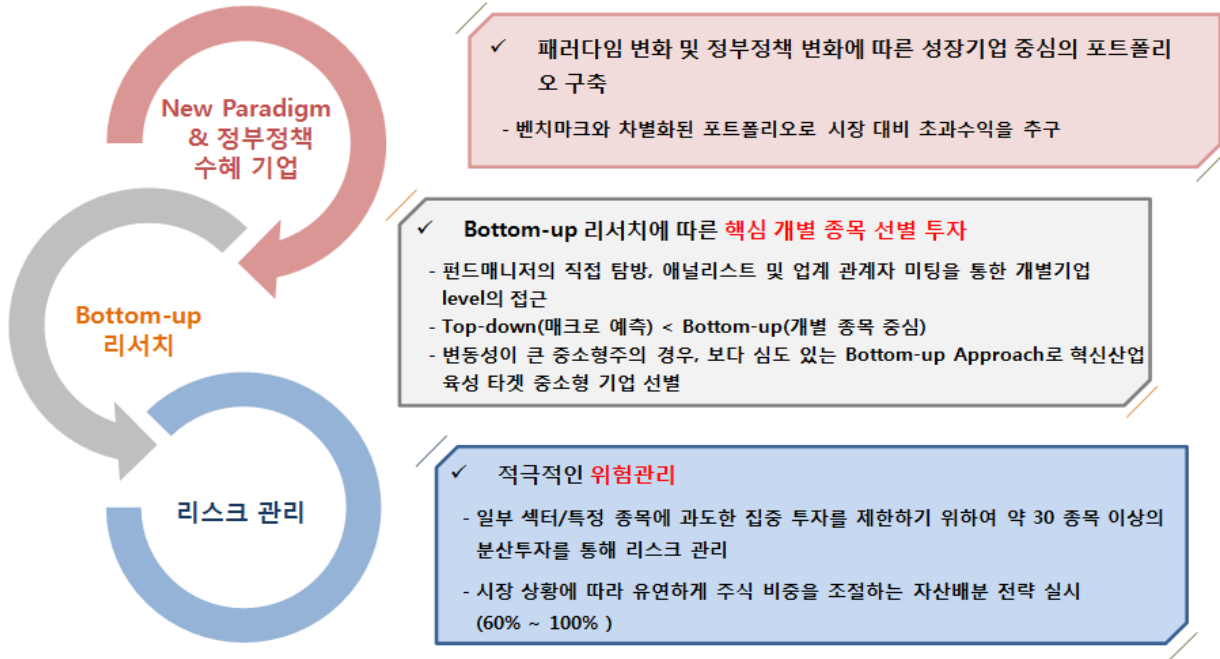 New Paradigm
& 정부정책
수혜 기업
✓ 패러다임 변화 및 정부정책 변화에 따른 성장기업 중심의 포트폴리
오 구축
- 벤치마크와 차별화된 포트폴리오로 시장 대비 초과수익을 추구
Bottom-up
리서치
✓ Bottom-up 리서치에 따른 핵심 개별 종목 선별 투자
- 펀드매니저의 직접 탐방, 애널리스트 및 업계 관계자 미팅을 통한 개별기업
level의 접근
- Top-down(매크로 예측) < Bottom-up(개별 종목 중심)
- 변동성이 큰 중소형주의 경우, 보다 심도 있는 Bottom-up Approach로 혁신산업
육성 타겟 중소형 기업 선별
리스크 관리
✓ 적극적인 위험관리
- 일부 섹터/특정 종목에 과도한 집중 투자를 제한하기 위하여 약 30 종목 이상의
분산투자를 통해 리스크 관리
- 시장 상황에 따라 유연하게 주식 비중을 조절하는 자산배분 전략 실시
(60% ~ 100% )